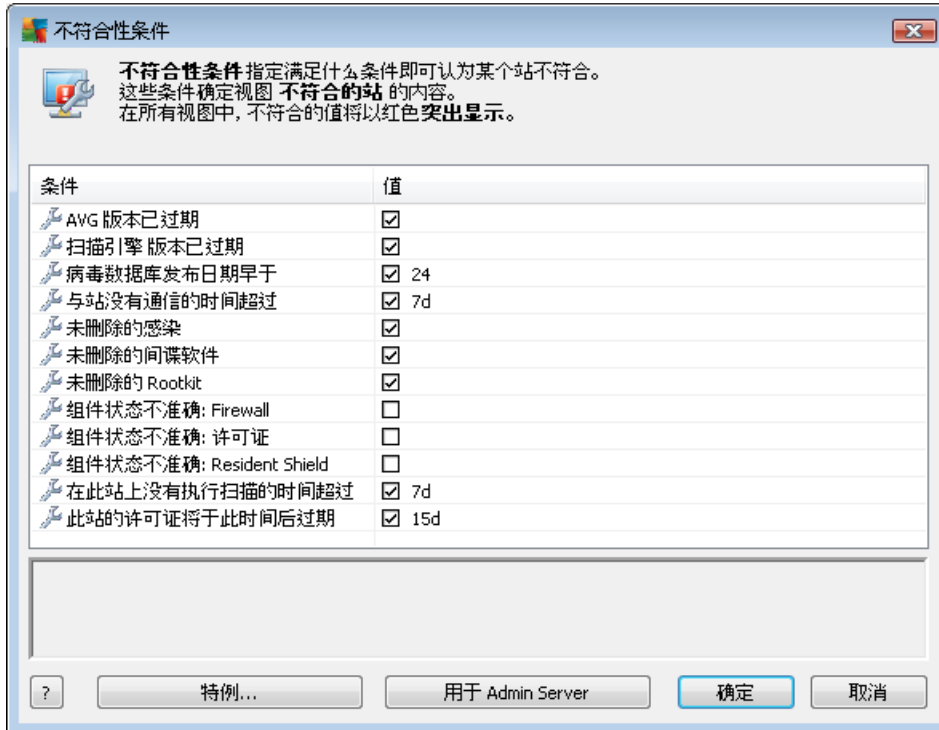 不符合性条件
不符合性条件 指定满足什么条件即可认为某个站不符合。
这些条件确定视图 不符合的站 的内容。
在所有视图中, 不符合的值将以红色突出显示。
条件 值
AVG 版本已过期
扫描引擎 版本已过期
病毒数据库发布日期早于 24
与站没有通信的时间超过 7d
未删除的感染
未删除的间谍软件
未删除的 Rootkit
组件状态不准确: Firewall
组件状态不准确: 许可证
组件状态不准确: Resident Shield
在此站上没有执行扫描的时间超过 7d
此站的许可证将于此时间后过期 15d
? 特例... 用于 Admin Server 确定 取消